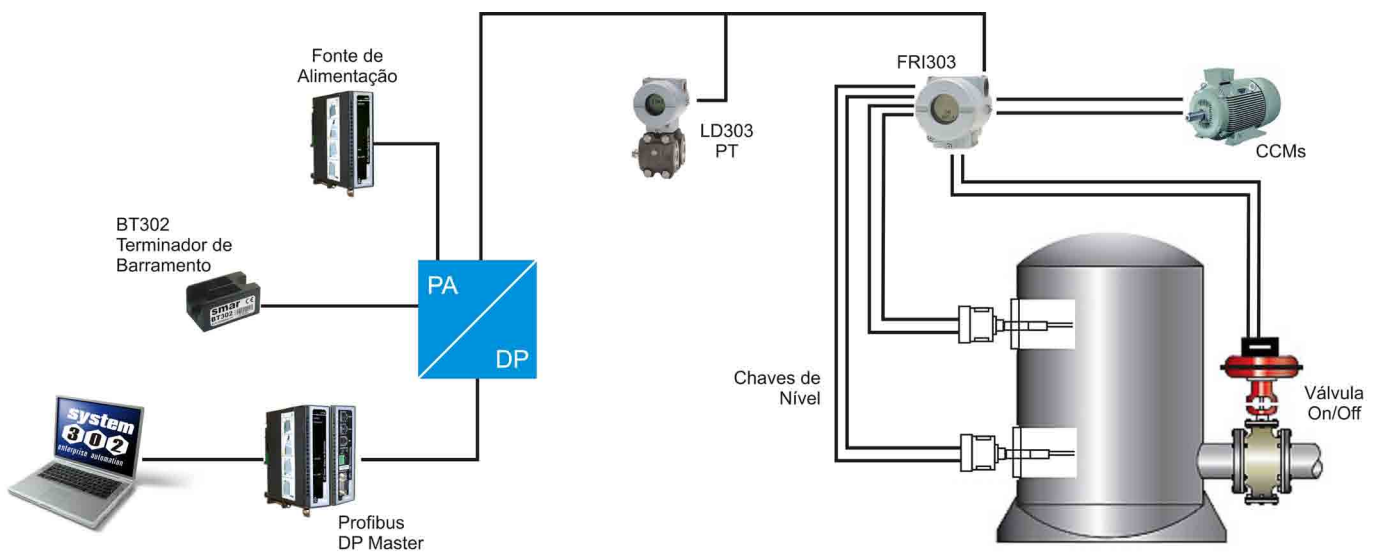 Fonte de
Alimentação
FRI303
LD303
PT
CCMs
BT302
Terminador de
Barramento
smar
BT302
PA
DP
Chaves de
Nível
Válvula
On/Off
system
302
enterprise automation
Profibus
DP Master